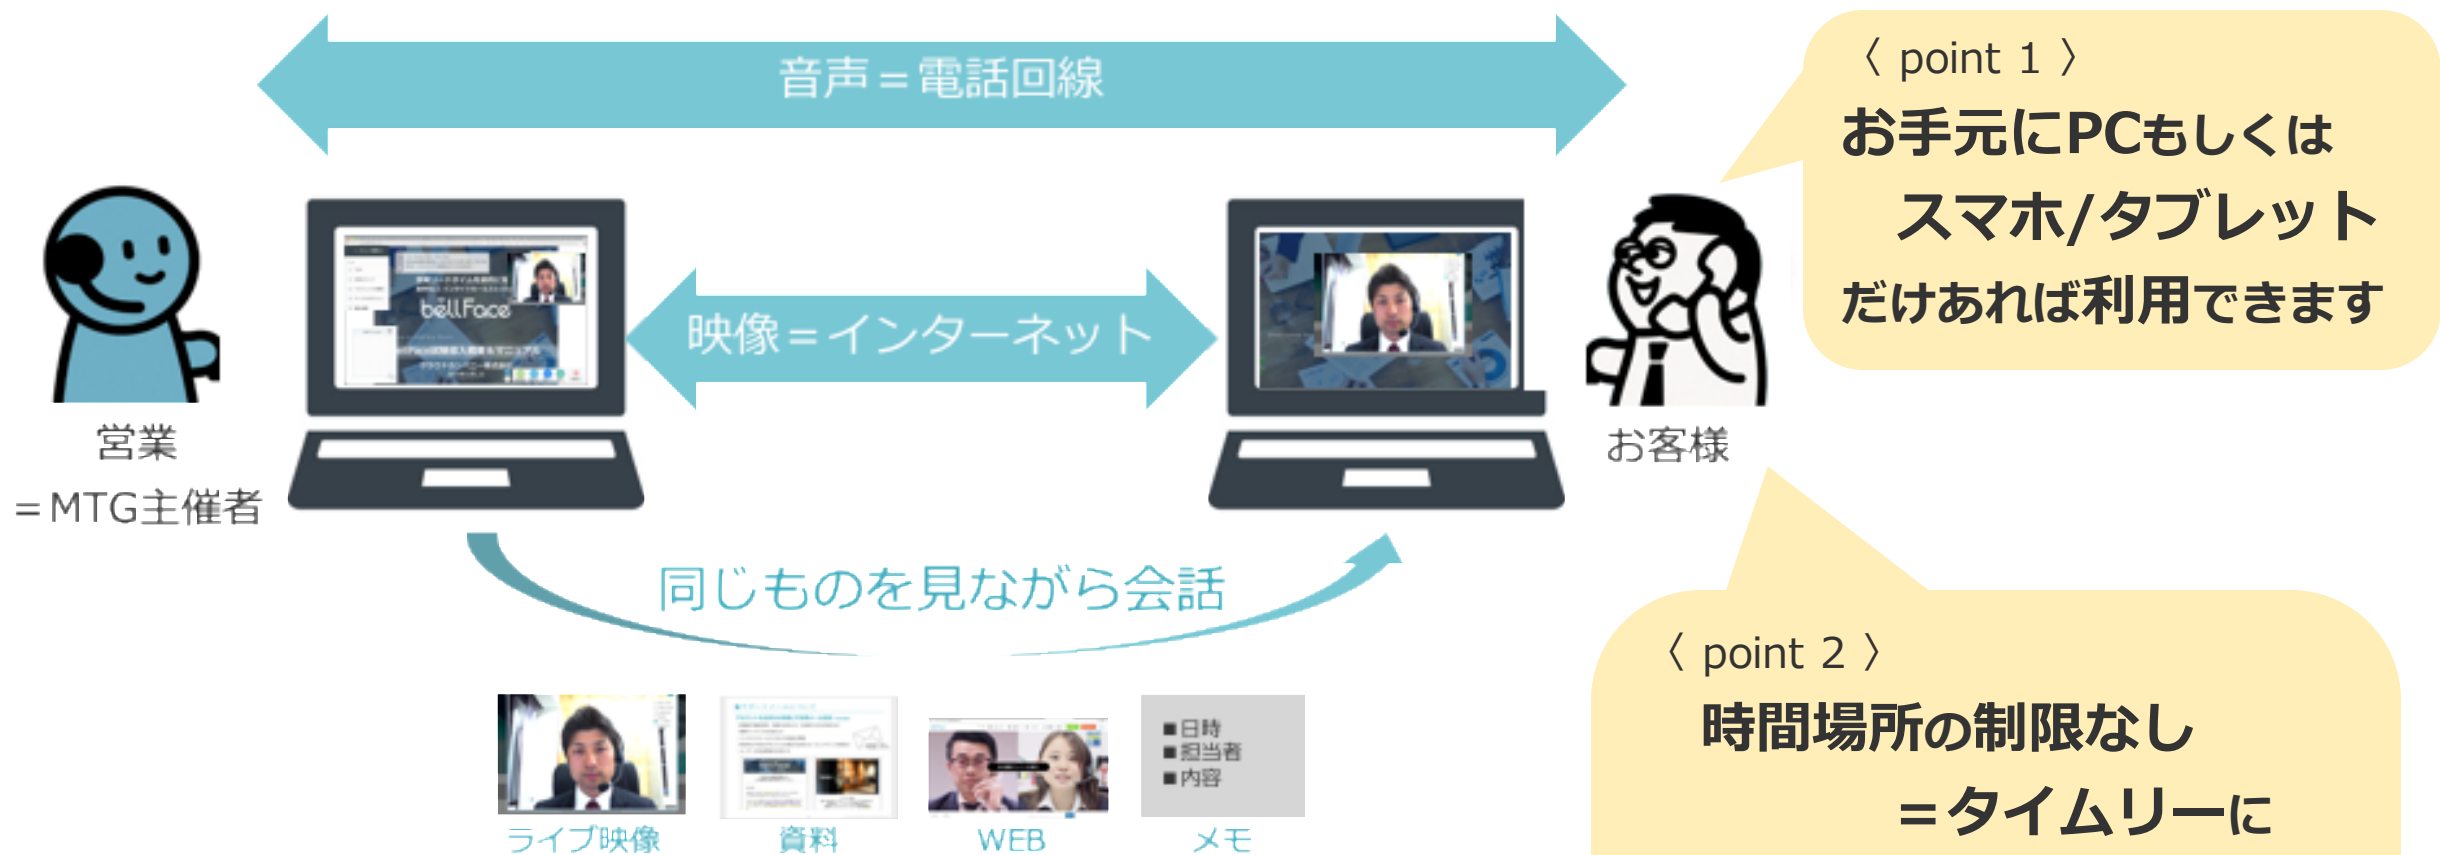 音声＝電話回線
〈 point 1 〉
お手元にPCもしくは
スマホ/タブレット
だけあれば利用できます
bellFace
映像＝インターネット
営業
＝MTG主催者
お客様
同じものを見ながら会話
〈 point 2 〉
時間場所の制限なし
＝タイムリーに
■日時
■担当者
■内容
ライブ映像
資料
WEB
メモ